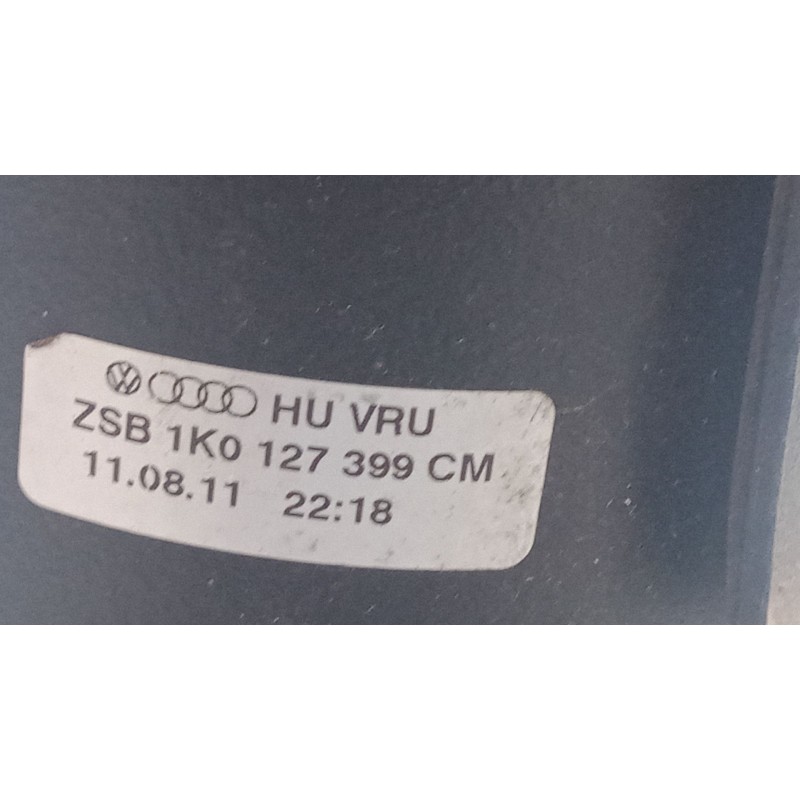 HU VRU
ZSB 1K0 127 399 CM
11.08.11 22:18